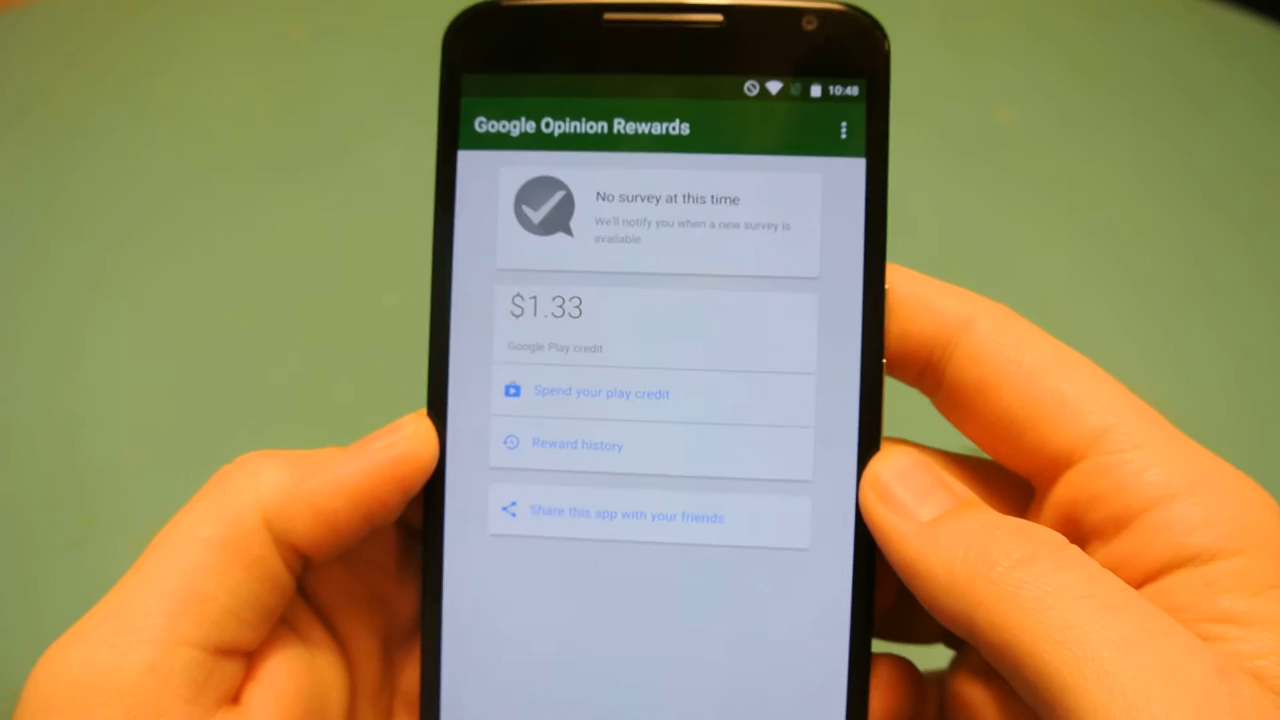 10:48
Google Opinion Rewards
No survey at this time
We'll notify you when a new survey is
available
$1.33
Google Play credit
Spend your play credit
Reward history
Share this app with your friends